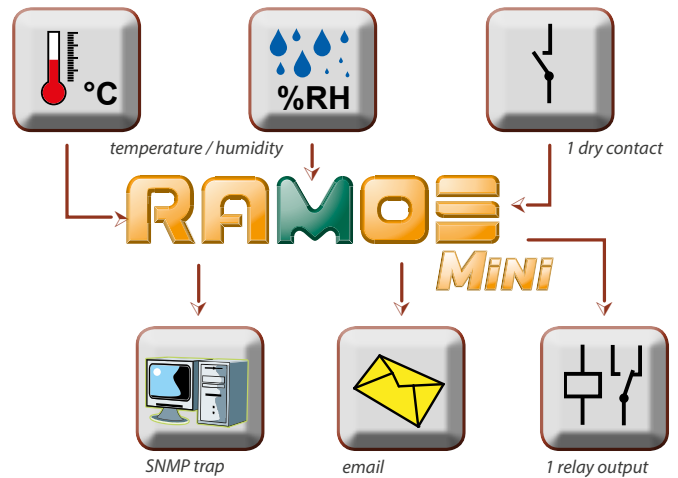 °C
%RH
temperature / humidity
1 dry contact
RAMOS
MINI
SNMP trap
email
1 relay output